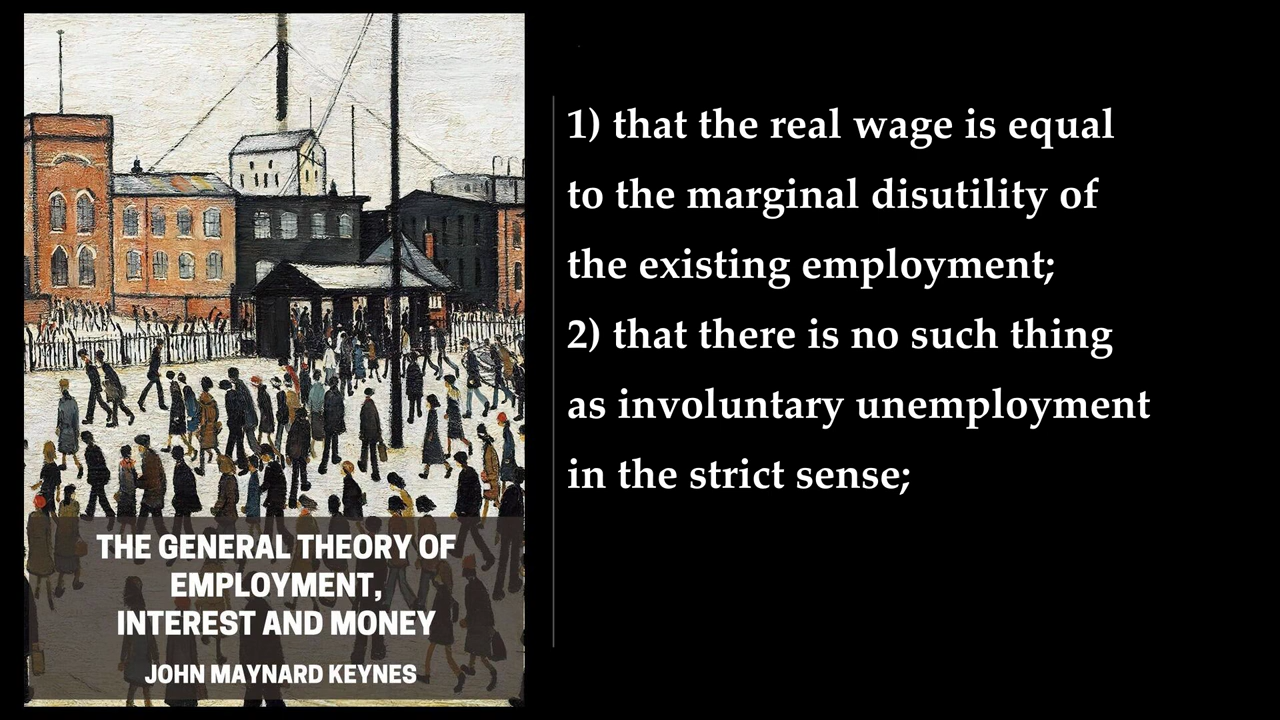 THE GENERAL THEORY OF
EMPLOYMENT,
INTEREST AND MONEY
JOHN MAYNARD KEYNES
1) that the real wage is equal
to the marginal disutility of
the existing employment;
2) that there is no such thing
as involuntary unemployment
in the strict sense;